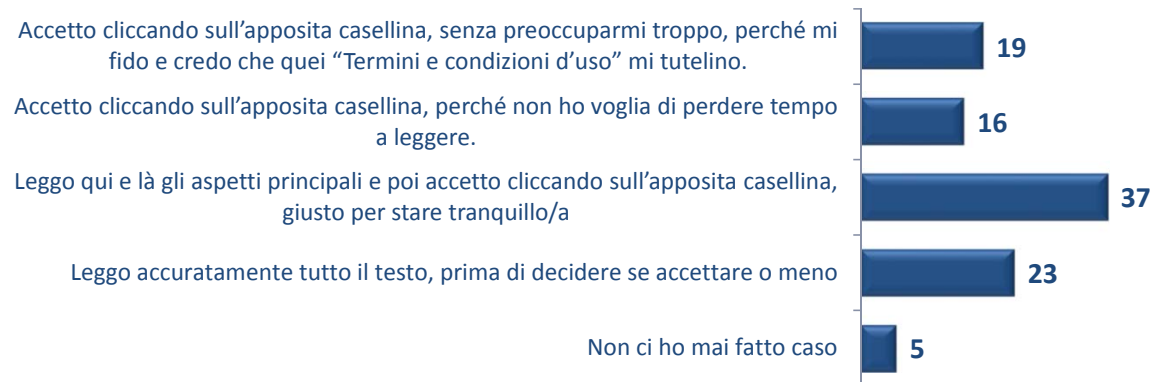 Accetto cliccando sull’apposita casellina, senza preoccuparmi troppo, perché mi
fido e credo che quei “Termini e condizioni d’uso” mi tutelino.
19
Accetto cliccando sull’apposita casellina, perché non ho voglia di perdere tempo
a leggere.
16
Leggo qui e là gli aspetti principali e poi accetto cliccando sull’apposita casellina,
giusto per stare tranquillo/a
37
Leggo accuratamente tutto il testo, prima di decidere se accettare o meno
23
Non ci ho mai fatto caso
5